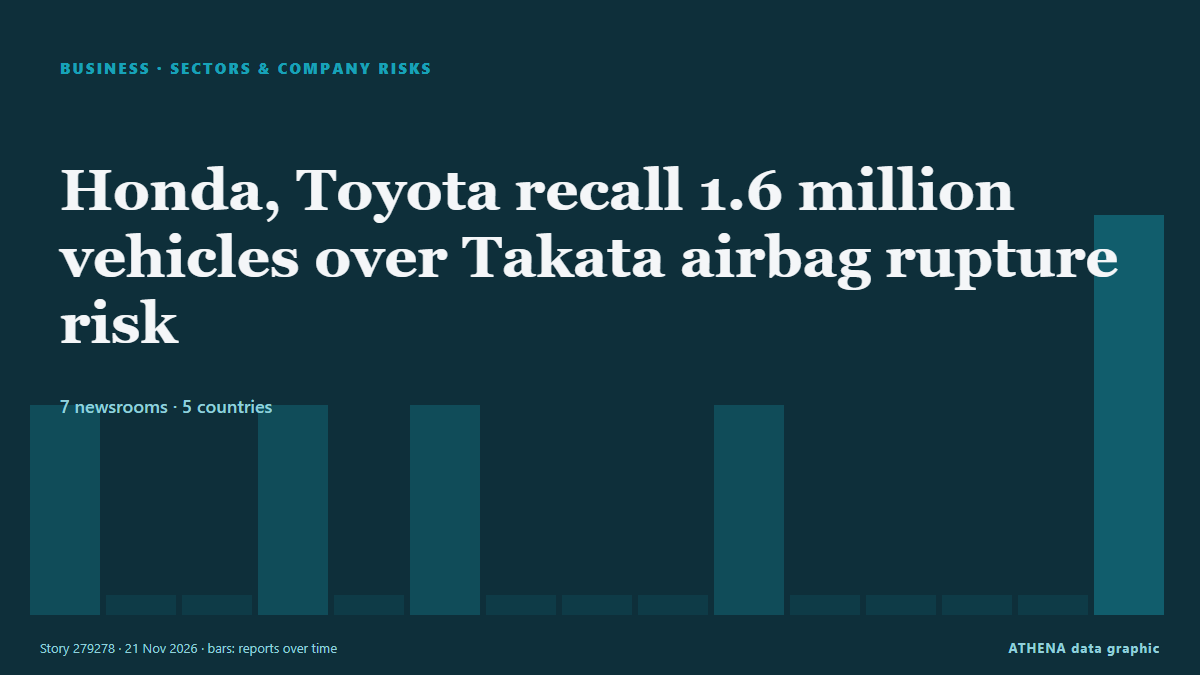 BUSINESS · SECTORS & COMPANY RISKS
Honda, Toyota recall 1.6 million
vehicles over Takata airbag rupture
risk
7 newsrooms · 5 countries
Story 279278 · 21 Nov 2026 · bars: reports over time
ATHENA data graphic